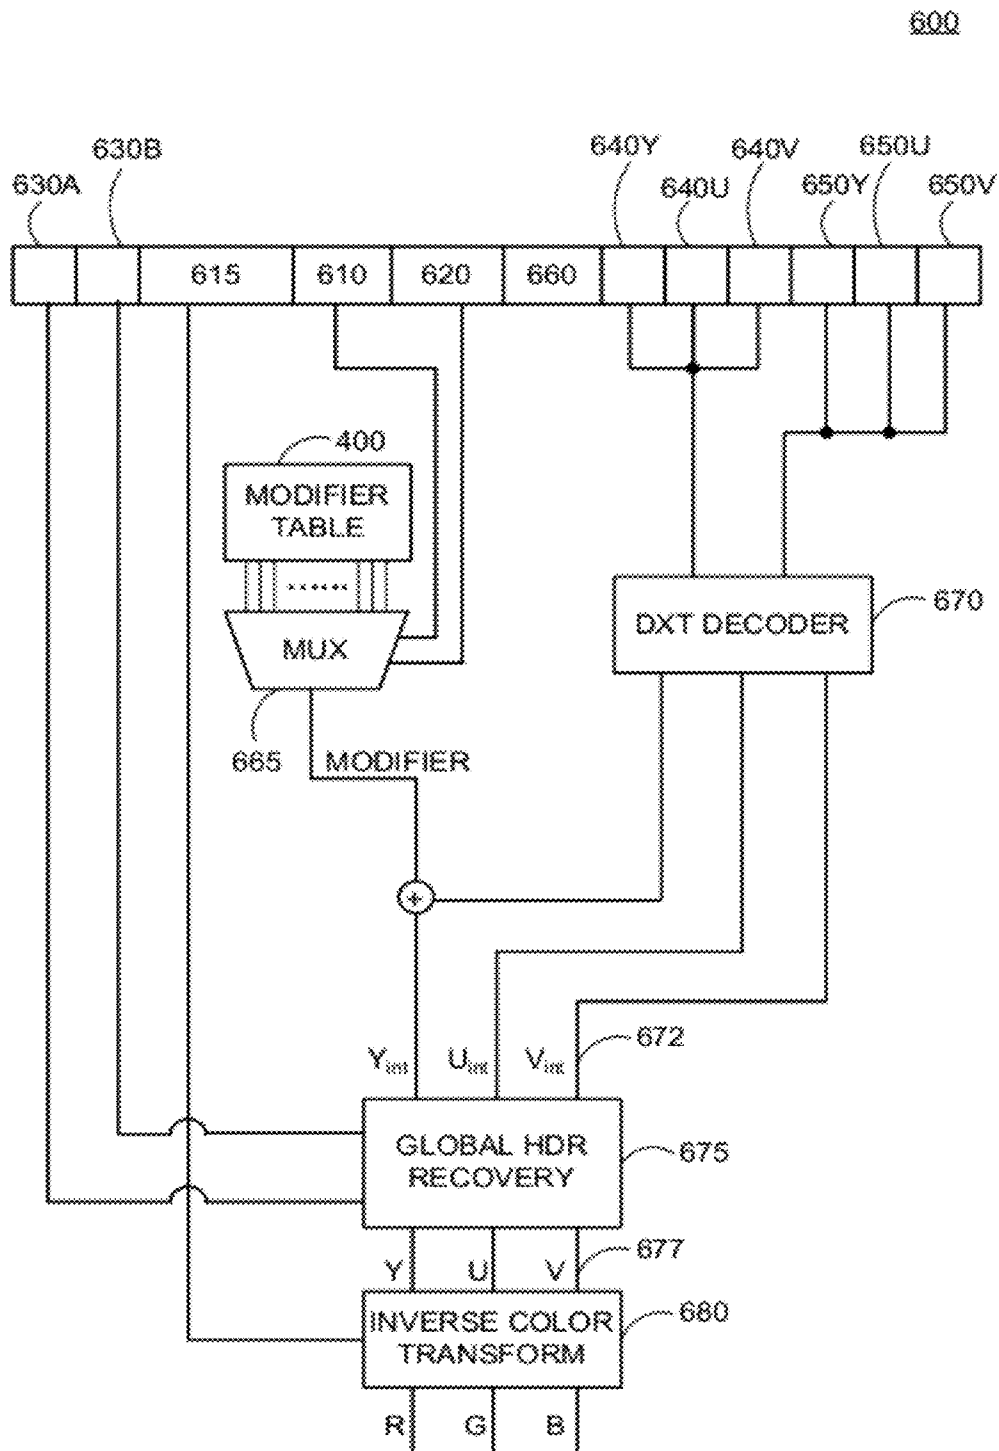 600
630A
630B
640Y
640U
640V
650Y
650U
650V
615
610
620
660
400
MODIFIER
TABLE
MUX
665
MODIFIER
DXT DECODER
670
+
Yint
Uint
Vint
672
GLOBAL HDR
RECOVERY
675
Y
U
V
677
INVERSE COLOR
TRANSFORM
680
R
G
B